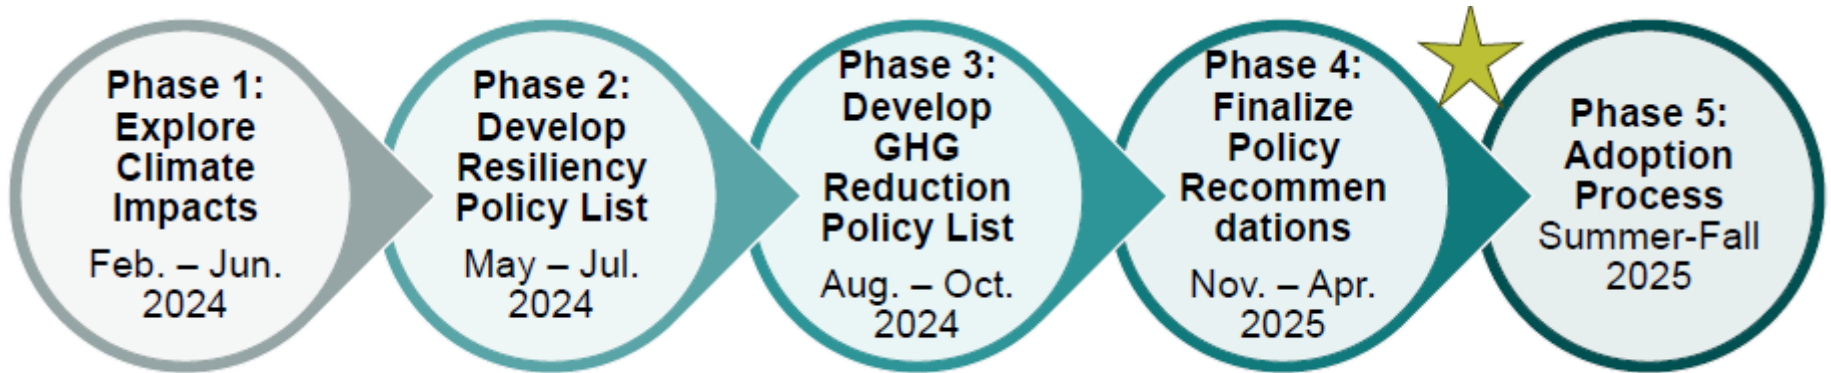 Phase 1:
Explore
Climate
Impacts
Feb. – Jun.
2024
Phase 2:
Develop
Resiliency
Policy List
May – Jul.
2024
Phase 3:
Develop
GHG
Reduction
Policy List
Aug. – Oct.
2024
Phase 4:
Finalize
Policy
Recommen
dations
Nov. – Apr.
2025
Phase 5:
Adoption
Process
Summer-Fall
2025